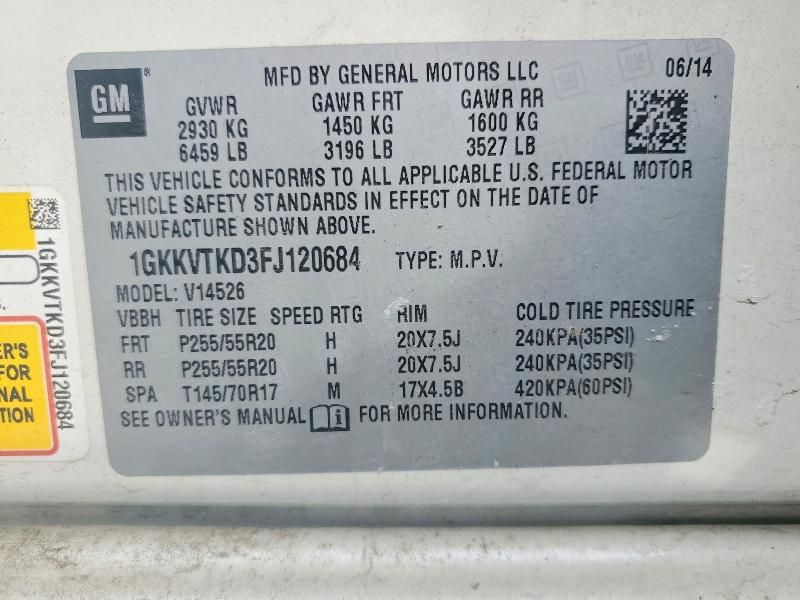 GM ®
MFD BY GENERAL MOTORS LLC 06/14
GVWR GAWR FRT GAWR RR
2930 KG 1450 KG 1600 KG
6459 LB 3196 LB 3527 LB
THIS VEHICLE CONFORMS TO ALL APPLICABLE U.S. FEDERAL MOTOR
VEHICLE SAFETY STANDARDS IN EFFECT ON THE DATE OF
MANUFACTURE SHOWN ABOVE.
1GKKVTKD3FJ120684 TYPE: M.P.V.
MODEL: V14526
VBBH TIRE SIZE SPEED RTG RIM COLD TIRE PRESSURE
FRT P255/55R20 H 20X7.5J 240KPA(35PSI)
RR P255/55R20 H 20X7.5J 240KPA(35PSI)
SPA T145/70R17 M 17X4.5B 420KPA(60PSI)
SEE OWNER'S MANUAL i FOR MORE INFORMATION.
1GKKVTKD3FJ120684
S.
ER'S
FOR
NAL
TION